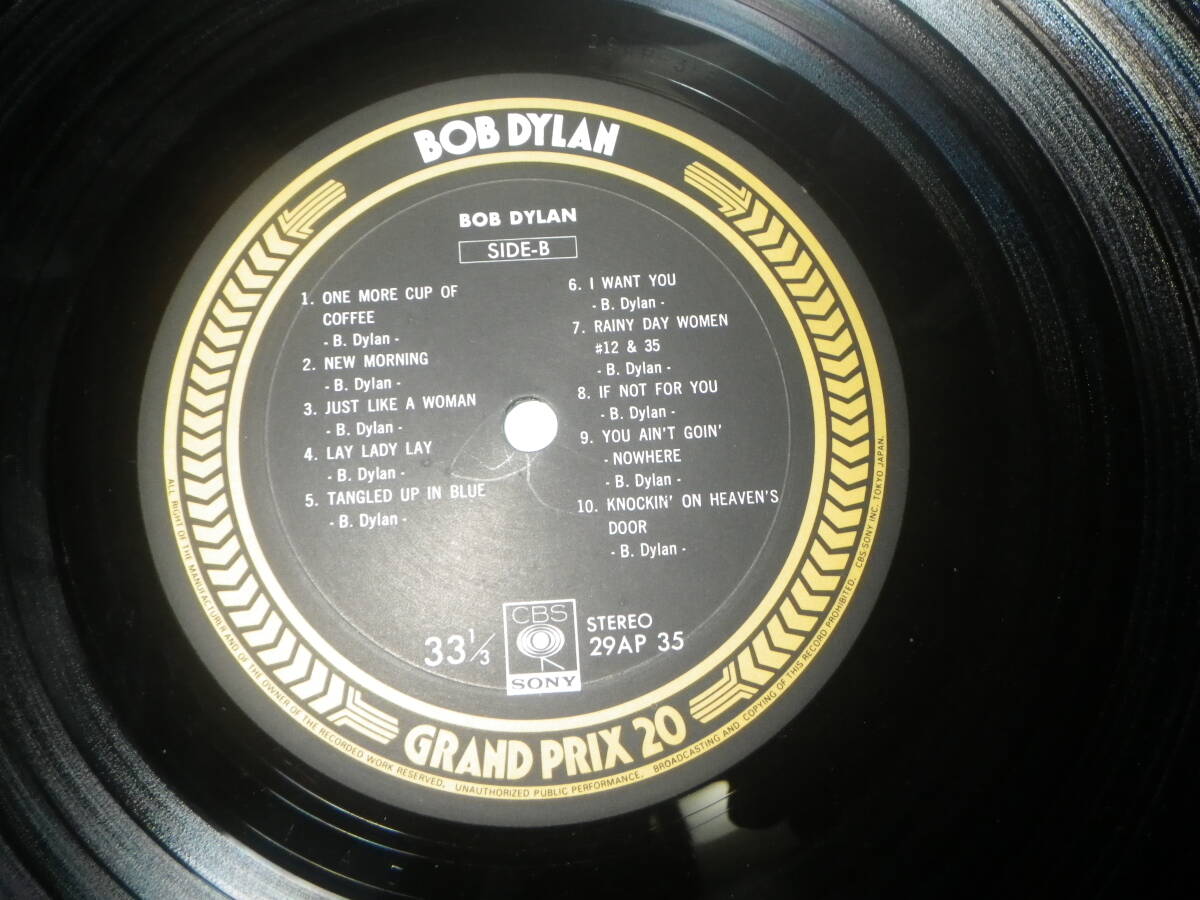 BOB DYLAN
BOB DYLAN
SIDE-B
1. ONE MORE CUP OF
COFFEE
- B. Dylan -
2. NEW MORNING
- B. Dylan -
3. JUST LIKE A WOMAN
- B. Dylan -
4. LAY LADY LAY
- B. Dylan -
5. TANGLED UP IN BLUE
- B. Dylan -
6. I WANT YOU
- B. Dylan -
7. RAINY DAY WOMEN
#12 & 35
- B. Dylan -
8. IF NOT FOR YOU
- B. Dylan -
9. YOU AIN'T GOIN'
- NOWHERE
- B. Dylan -
10. KNOCKIN' ON HEAVEN'S
DOOR
- B. Dylan -
33 1/3
CBS
SONY
STEREO
29AP 35
GRAND PRIX 20
ALL RIGHT OF THE MANUFACTURER AND OF THE OWNER OF THE RECORDED WORK RESERVED. UNAUTHORIZED PUBLIC PERFORMANCE. BROADCASTING AND COPYING OF THIS RECORD PROHIBITED. CBS·SONY INC. TOKYO JAPAN.